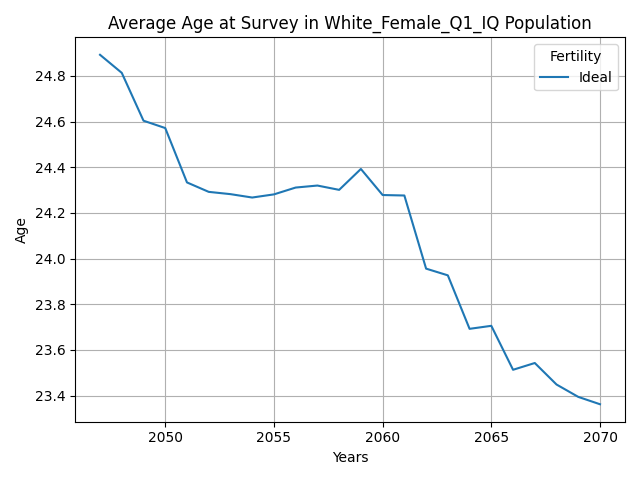 Average Age at Survey in White_Female_Q1_IQ Population
Fertility
Ideal
Age
24.8
24.6
24.4
24.2
24.0
23.8
23.6
23.4
2050
2055
2060
2065
2070
Years